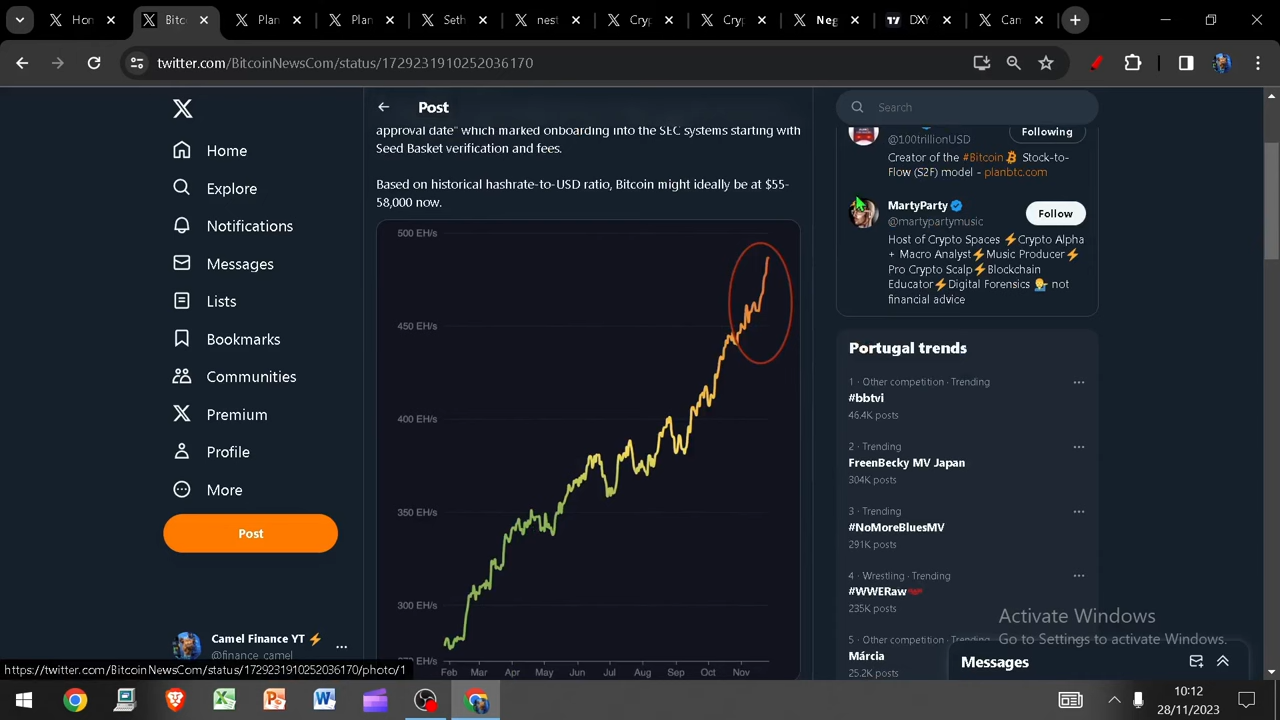 Hor
Bitc
Plan
Plan
Seth
nest
Cryp
Cryp
Neg
DXY
Can
twitter.com/BitcoinNewsCom/status/1729231910252036170
Home
Explore
Notifications
Messages
Lists
Bookmarks
Communities
Premium
Profile
More
Post
Camel Finance YT ⚡
@finance_camel
Post
approval date" which marked onboarding into the SEC systems starting with
Seed Basket verification and fees.
Based on historical hashrate-to-USD ratio, Bitcoin might ideally be at $55-
58,000 now.
500 EH/s
450 EH/s
400 EH/s
350 EH/s
300 EH/s
Feb Mar Apr May Jun Jul Aug Sep Oct Nov
Search
@100trillionUSD
Following
Creator of the #Bitcoin Stock-to-
Flow (S2F) model - planbtc.com
MartyParty
@martypartymusic
Follow
Host of Crypto Spaces ⚡Crypto Alpha
+ Macro Analyst⚡Music Producer⚡
Pro Crypto Scalp⚡Blockchain
Educator⚡Digital Forensics 💁‍♂️ not
financial advice
Portugal trends
1 · Other competition · Trending
#bbtvi
46.4K posts
2 · Trending
FreenBecky MV Japan
304K posts
3 · Trending
#NoMoreBluesMV
291K posts
4 · Wrestling · Trending
#WWERaw
235K posts
5 · Other competition · Trending
Márcia
25.2K posts
Activate Windows
Go to Settings to activate Windows.
Messages
https://twitter.com/BitcoinNewsCom/status/1729231910252036170/photo/1
10:12
28/11/2023